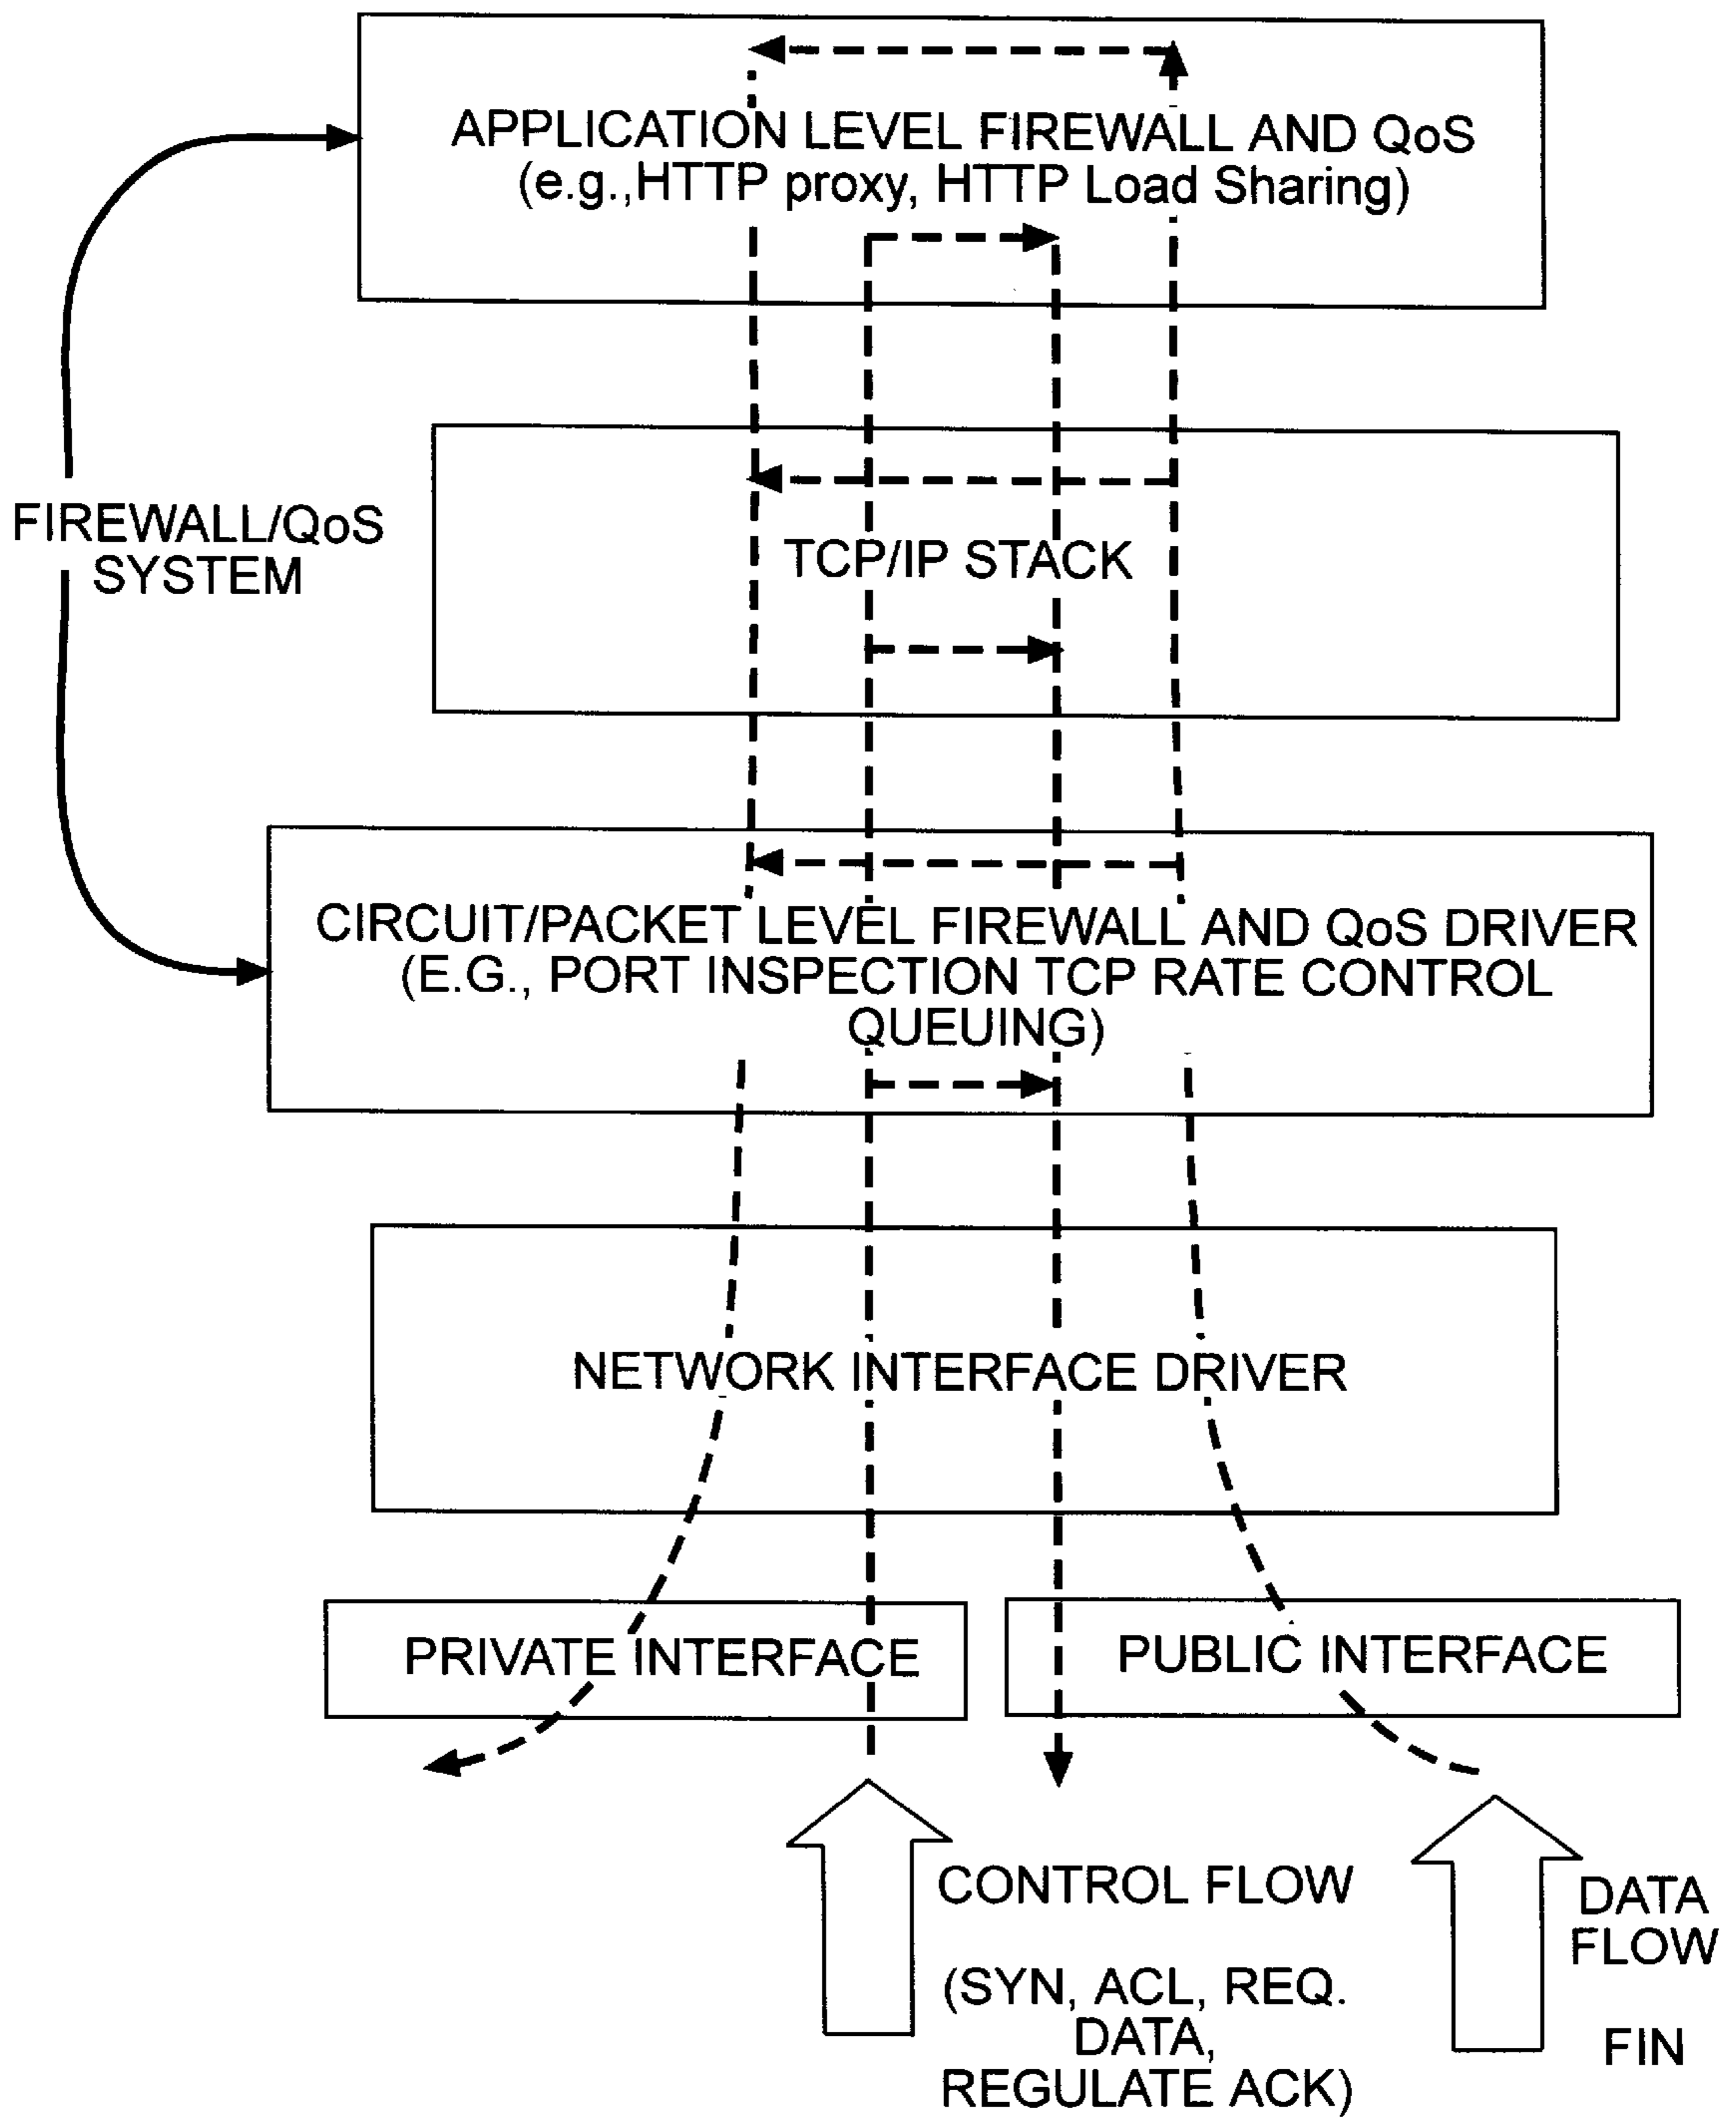 APPLICATION LEVEL FIREWALL AND QoS
(e.g.,HTTP proxy, HTTP Load Sharing)
FIREWALL/QoS
SYSTEM
TCP/IP STACK
CIRCUIT/PACKET LEVEL FIREWALL AND QoS DRIVER
(E.G., PORT INSPECTION TCP RATE CONTROL
QUEUING)
NETWORK INTERFACE DRIVER
PRIVATE INTERFACE
PUBLIC INTERFACE
CONTROL FLOW
(SYN, ACL, REQ.
DATA,
REGULATE ACK)
DATA
FLOW
FIN